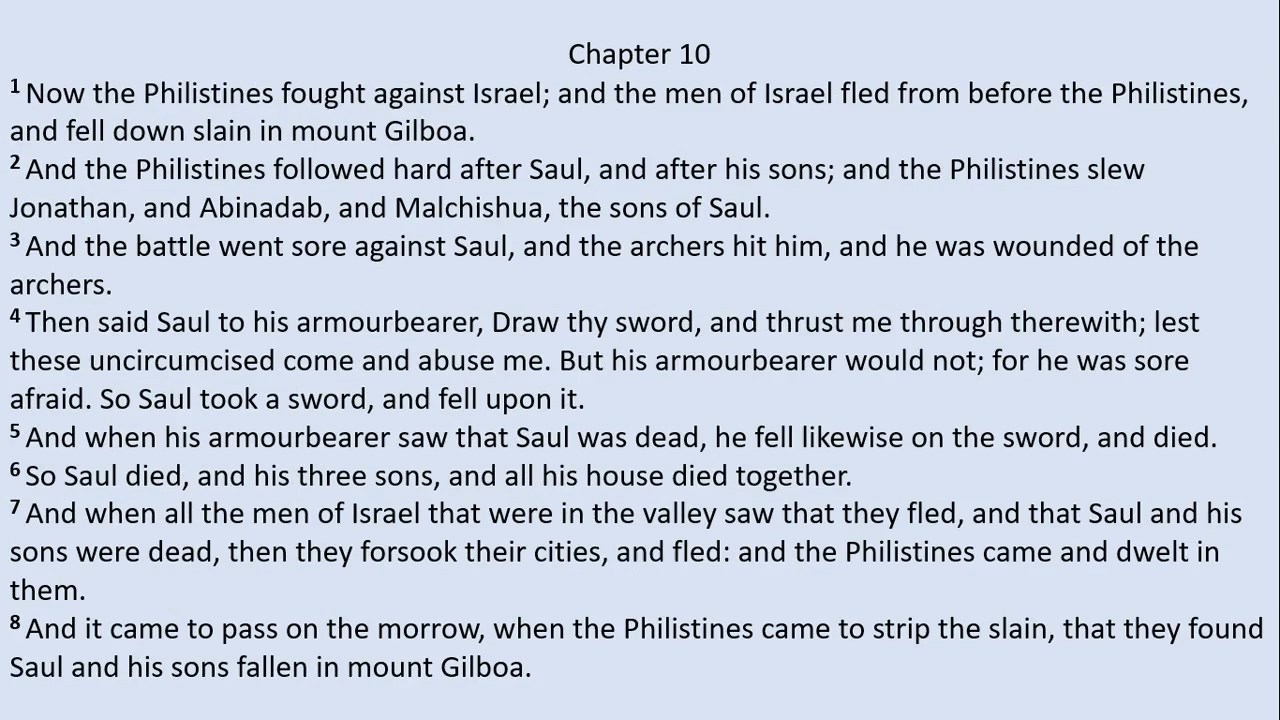 Chapter 10
1 Now the Philistines fought against Israel; and the men of Israel fled from before the Philistines,
and fell down slain in mount Gilboa.
2 And the Philistines followed hard after Saul, and after his sons; and the Philistines slew
Jonathan, and Abinadab, and Malchishua, the sons of Saul.
3 And the battle went sore against Saul, and the archers hit him, and he was wounded of the
archers.
4 Then said Saul to his armourbearer, Draw thy sword, and thrust me through therewith; lest
these uncircumcised come and abuse me. But his armourbearer would not; for he was sore
afraid. So Saul took a sword, and fell upon it.
5 And when his armourbearer saw that Saul was dead, he fell likewise on the sword, and died.
6 So Saul died, and his three sons, and all his house died together.
7 And when all the men of Israel that were in the valley saw that they fled, and that Saul and his
sons were dead, then they forsook their cities, and fled: and the Philistines came and dwelt in
them.
8 And it came to pass on the morrow, when the Philistines came to strip the slain, that they found
Saul and his sons fallen in mount Gilboa.